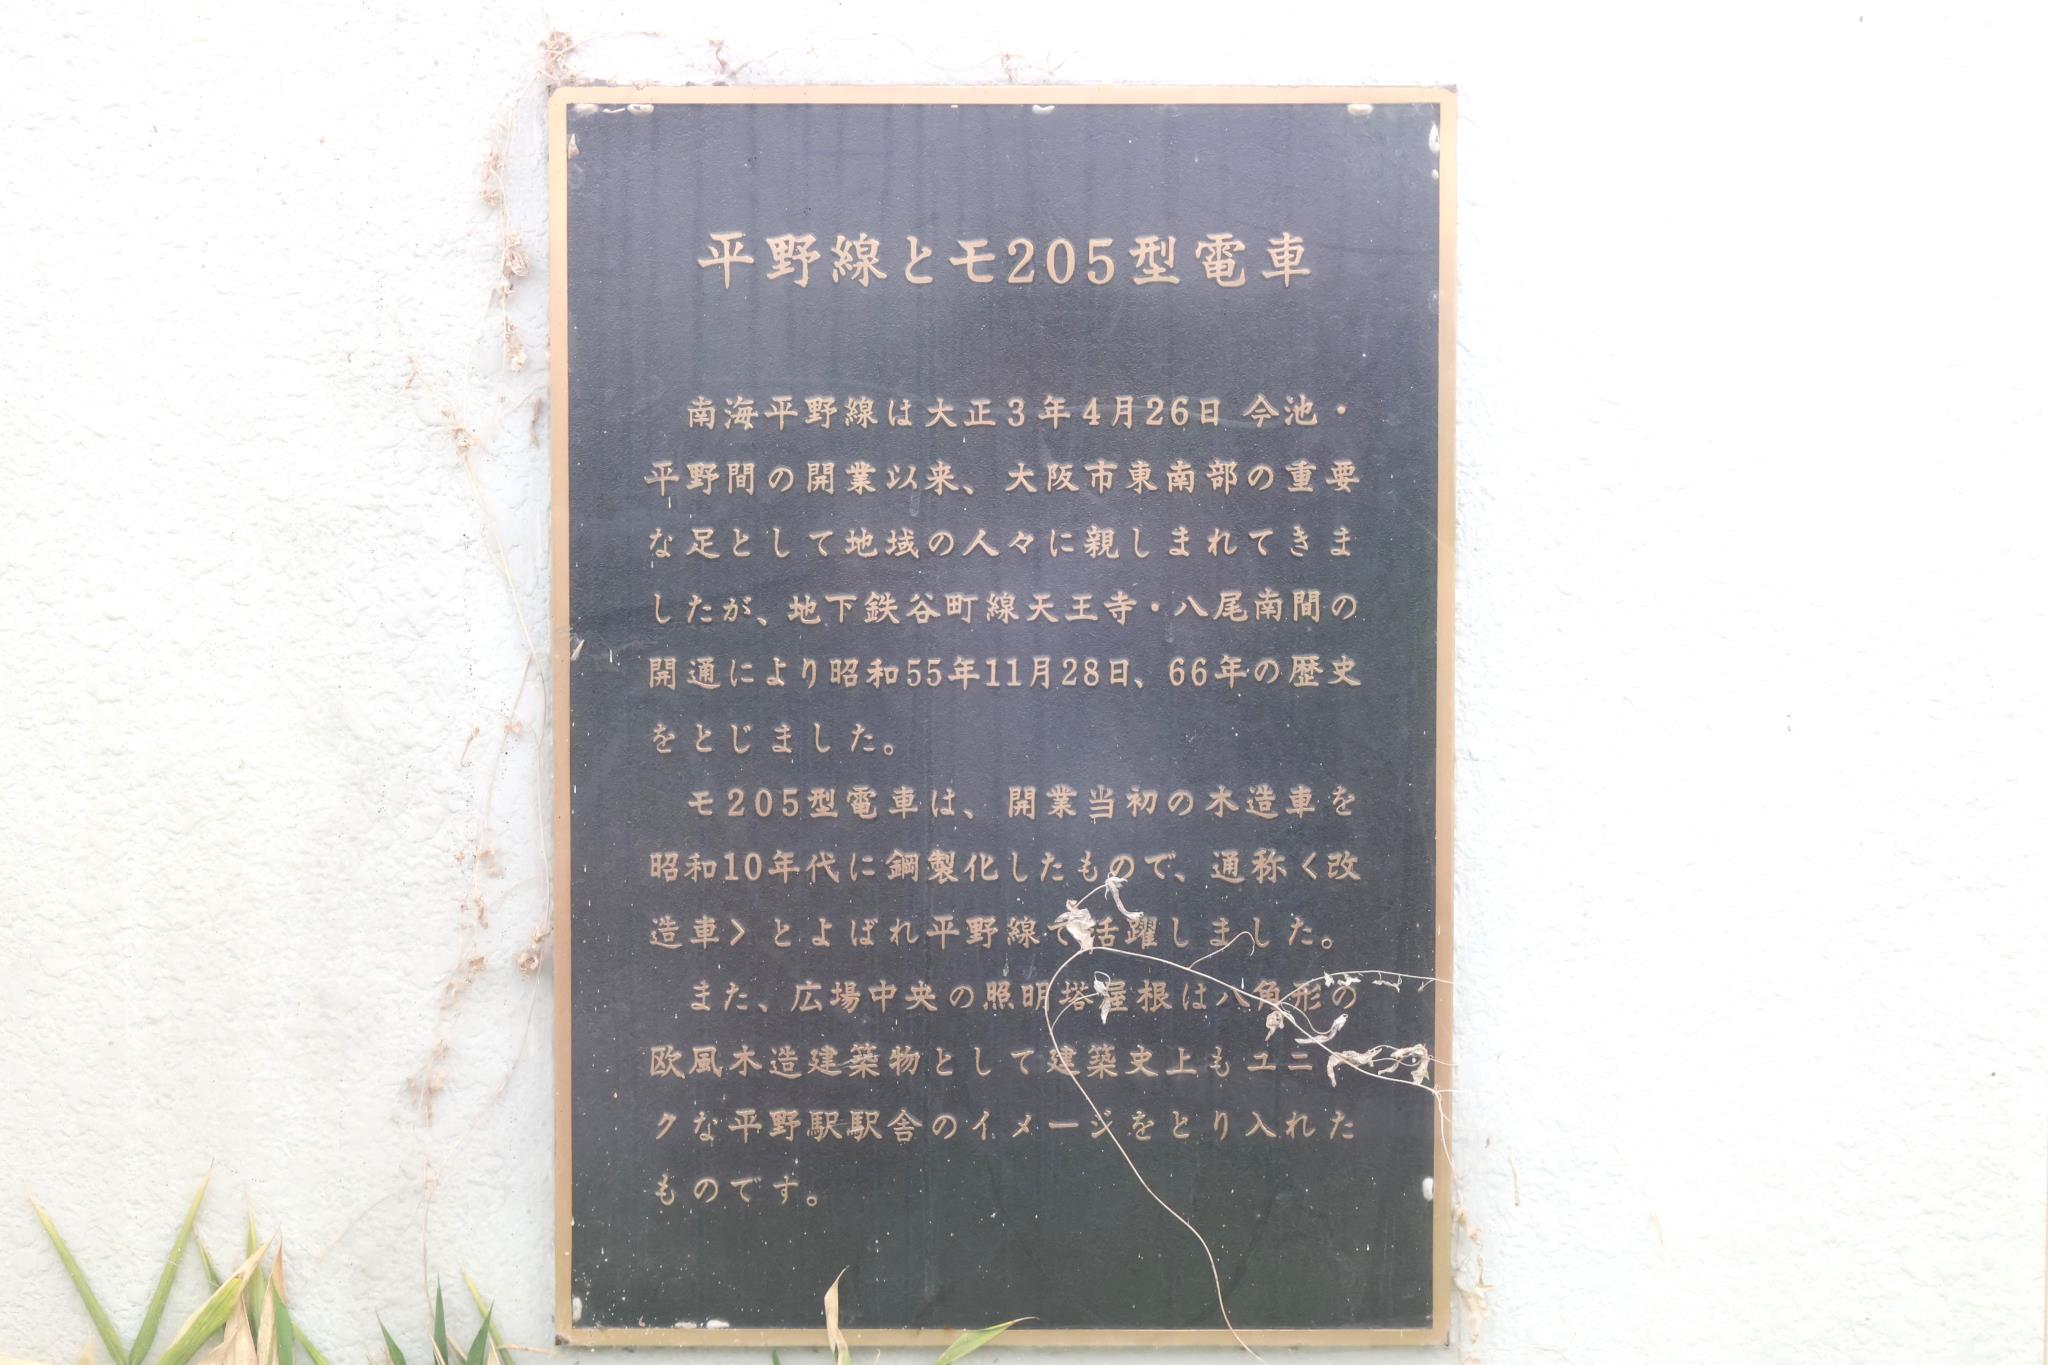 平野線とモ205型電車
南海平野線は大正3年4月26日 今池・
平野間の開業以来、大阪市東南部の重要
な足として地域の人々に親しまれてきま
したが、地下鉄谷町線天王寺・八尾南間の
開通により昭和55年11月28日、66年の歴史
をとじました。
モ205型電車は、開業当初の木造車を
昭和10年代に鋼製化したもので、通称〈改
造車〉とよばれ平野線で活躍しました。
また、広場中央の照明塔屋根は八角形の
欧風木造建築物として建築史上もユニー
クな平野駅駅舎のイメージをとり入れた
ものです。